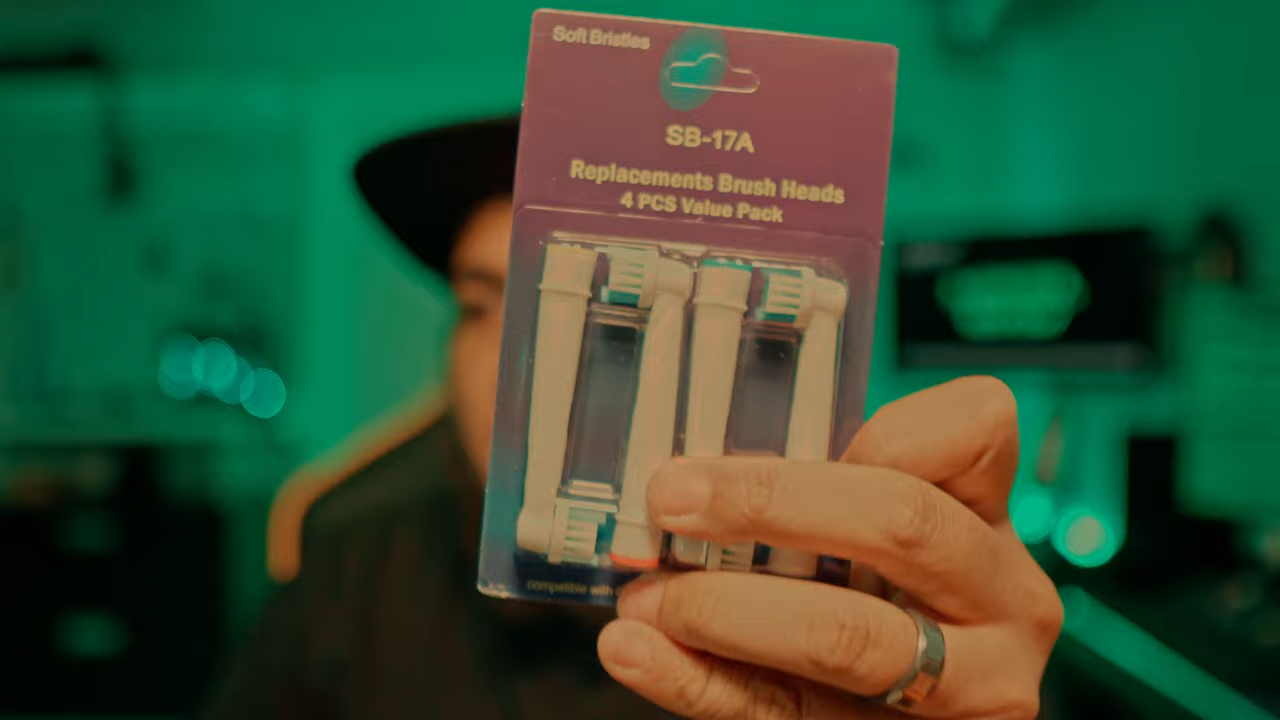 Soft Bristles
SB-17A
Replacements Brush Heads
4 PCS Value Pack
compatible with